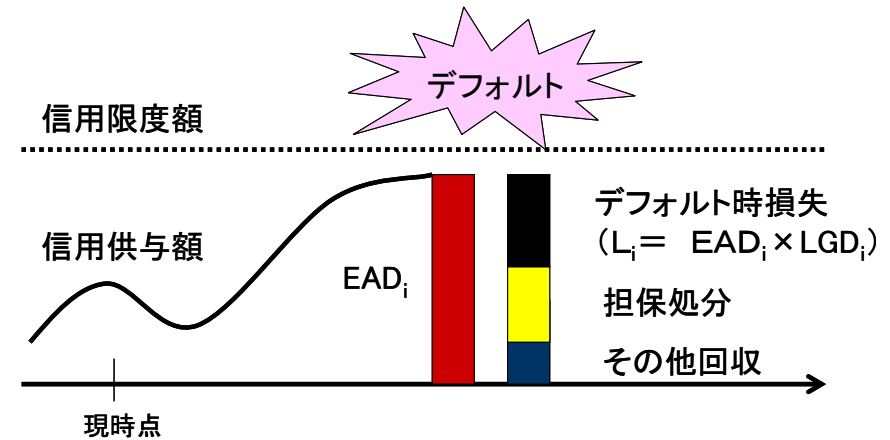 デフォルト
信用限度額
信用供与額
EADi
デフォルト時損失
（Li＝ EADi×LGDi）
担保処分
その他回収
現時点